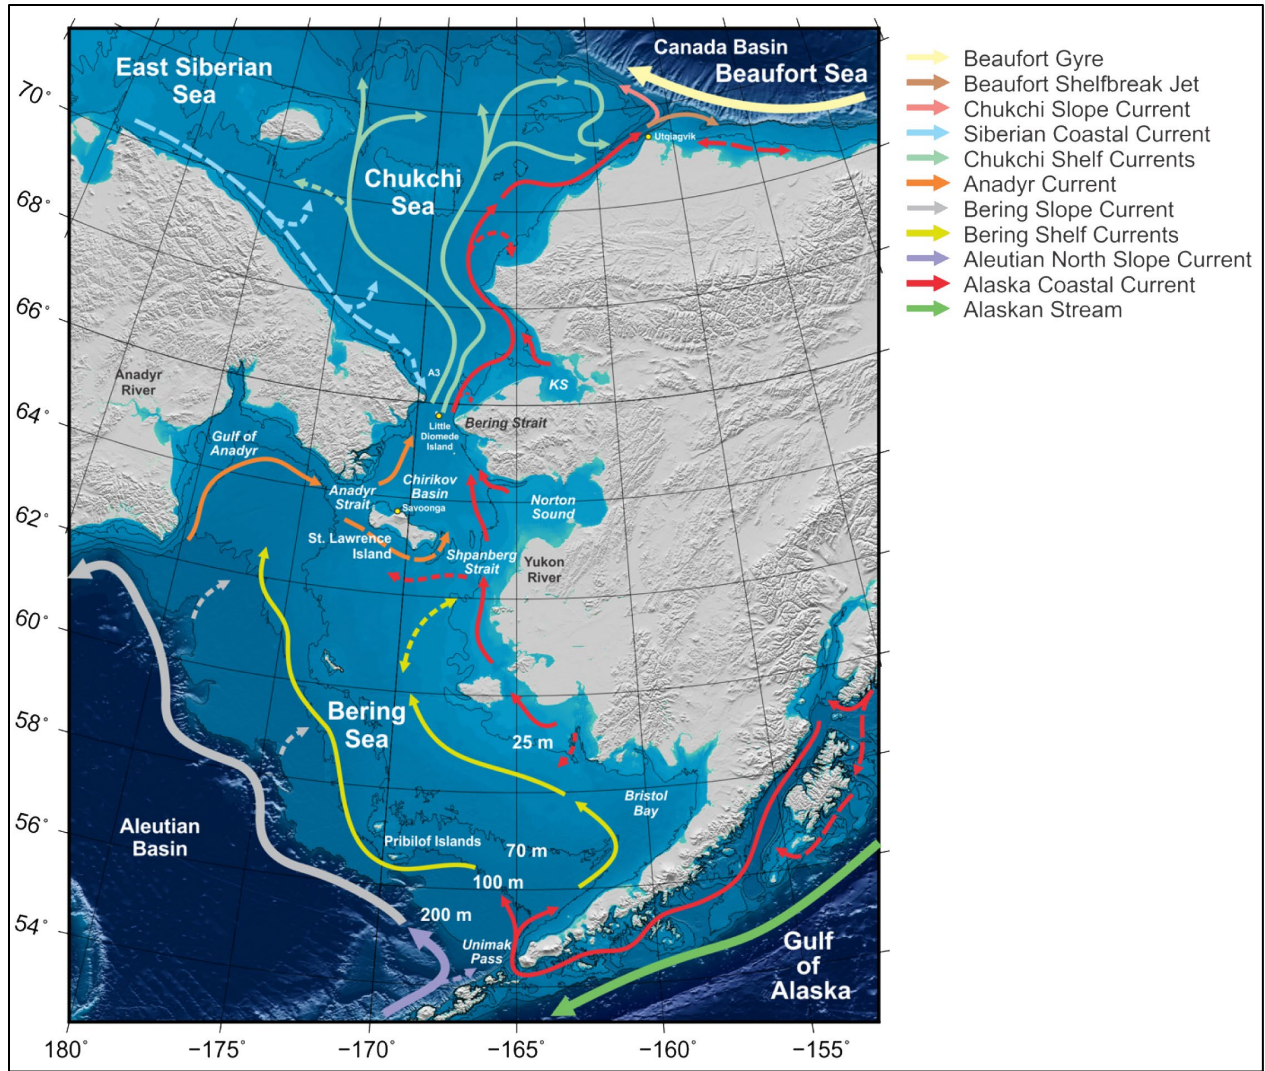 Canada Basin
Beaufort Sea
East Siberian
Sea
70°
Utqiagvik
Chukchi
Sea
68°
66°
A3
KS
Anadyr
River
64°
Little
Diomede
Island
Bering Strait
Gulf of
Anadyr
Chirikov
Basin
Anadyr
Strait
Savoonga
Norton
Sound
62°
St. Lawrence
Island
Shpanberg
Strait
Yukon
River
60°
58°
Bering
Sea
25 m
Bristol
Bay
56°
Aleutian
Basin
Pribilof Islands
70 m
100 m
200 m
54°
Unimak
Pass
Gulf
of
Alaska
180°
−175°
−170°
−165°
−160°
−155°
Beaufort Gyre
Beaufort Shelfbreak Jet
Chukchi Slope Current
Siberian Coastal Current
Chukchi Shelf Currents
Anadyr Current
Bering Slope Current
Bering Shelf Currents
Aleutian North Slope Current
Alaska Coastal Current
Alaskan Stream